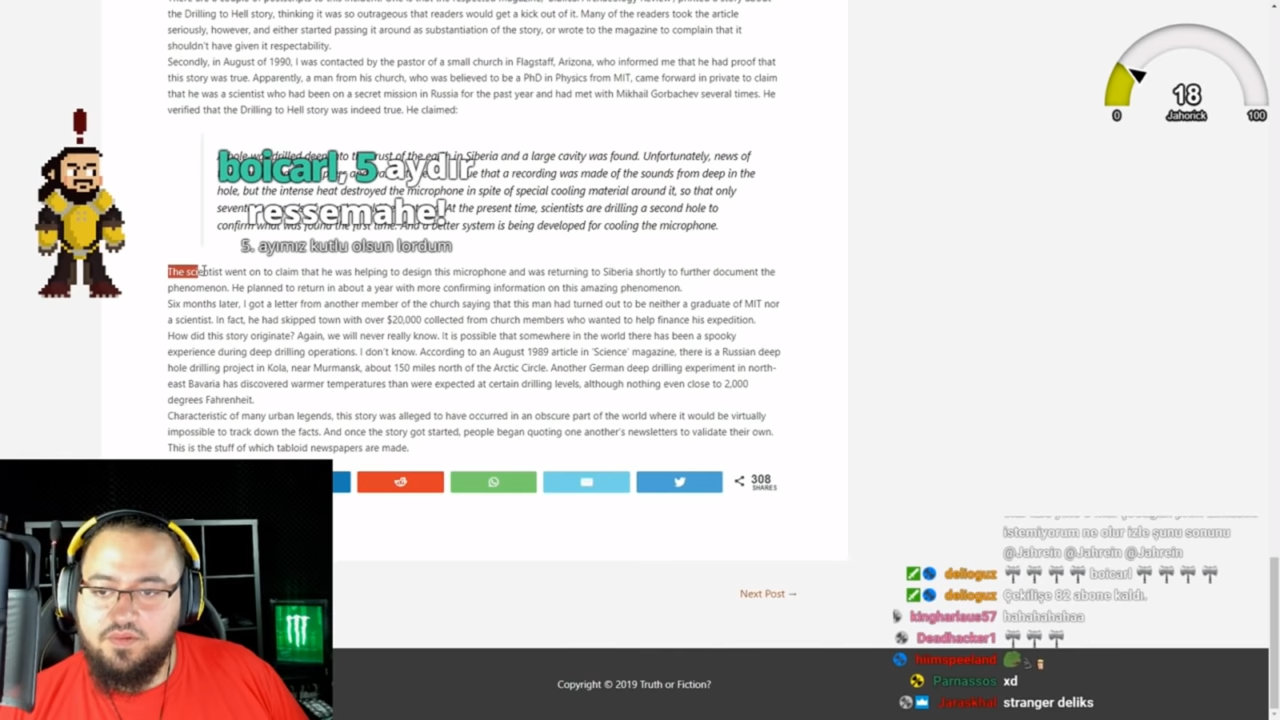 the Drilling to Hell story, thinking it was so outrageous that readers would get a kick out of it. Many of the readers took the article
seriously, however, and either started passing it around as substantiation of the story, or wrote to the magazine to complain that it
shouldn't have given it respectability.
Secondly, in August of 1990, I was contacted by the pastor of a small church in Flagstaff, Arizona, who informed me that he had proof that
this story was true. Apparently, a man from his church, who was believed to be a PhD in Physics from MIT, came forward in private to claim
that he was a scientist who had been on a secret mission in Russia for the past year and had met with Mikhail Gorbachev several times. He
verified that the Drilling to Hell story was indeed true. He claimed:
hole was drilled deep into the crust of the earth in Siberia and a large cavity was found. Unfortunately, news of
that a recording was made of the sounds from deep in the
hole, but the intense heat destroyed the microphone in spite of special cooling material around it, so that only
At the present time, scientists are drilling a second hole to
confirm what was found the first time. And a better system is being developed for cooling the microphone.
boicarl, 5 aydır
ressemahe!
5. ayımız kutlu olsun lordum
The scientist went on to claim that he was helping to design this microphone and was returning to Siberia shortly to further document the
phenomenon. He planned to return in about a year with more confirming information on this amazing phenomenon.
Six months later, I got a letter from another member of the church saying that this man had turned out to be neither a graduate of MIT nor
a scientist. In fact, he had skipped town with over $20,000 collected from church members who wanted to help finance his expedition.
How did this story originate? Again, we will never really know. It is possible that somewhere in the world there has been a spooky
experience during deep drilling operations. I don't know. According to an August 1989 article in 'Science' magazine, there is a Russian deep
hole drilling project in Kola, near Murmansk, about 150 miles north of the Arctic Circle. Another German deep drilling experiment in north-
east Bavaria has discovered warmer temperatures than were expected at certain drilling levels, although nothing even close to 2,000
degrees Fahrenheit.
Characteristic of many urban legends, this story was alleged to have occurred in an obscure part of the world where it would be virtually
impossible to track down the facts. And once the story got started, people began quoting one another's newsletters to validate their own.
This is the stuff of which tabloid newspapers are made.
308
SHARES
Next Post →
Copyright © 2019 Truth or Fiction?
18
0
Jahorick
100
istemiyorum ne olur izle şunu sonunu
@Jahrein @Jahrein @Jahrein
delioguz boicarl
delioguz Çekilişe 82 abone kaldı.
kingharlaus57 hahahahahaa
Deadhacker1
hiimspeeland
Parnassos xd
Jaraskhal stranger deliks